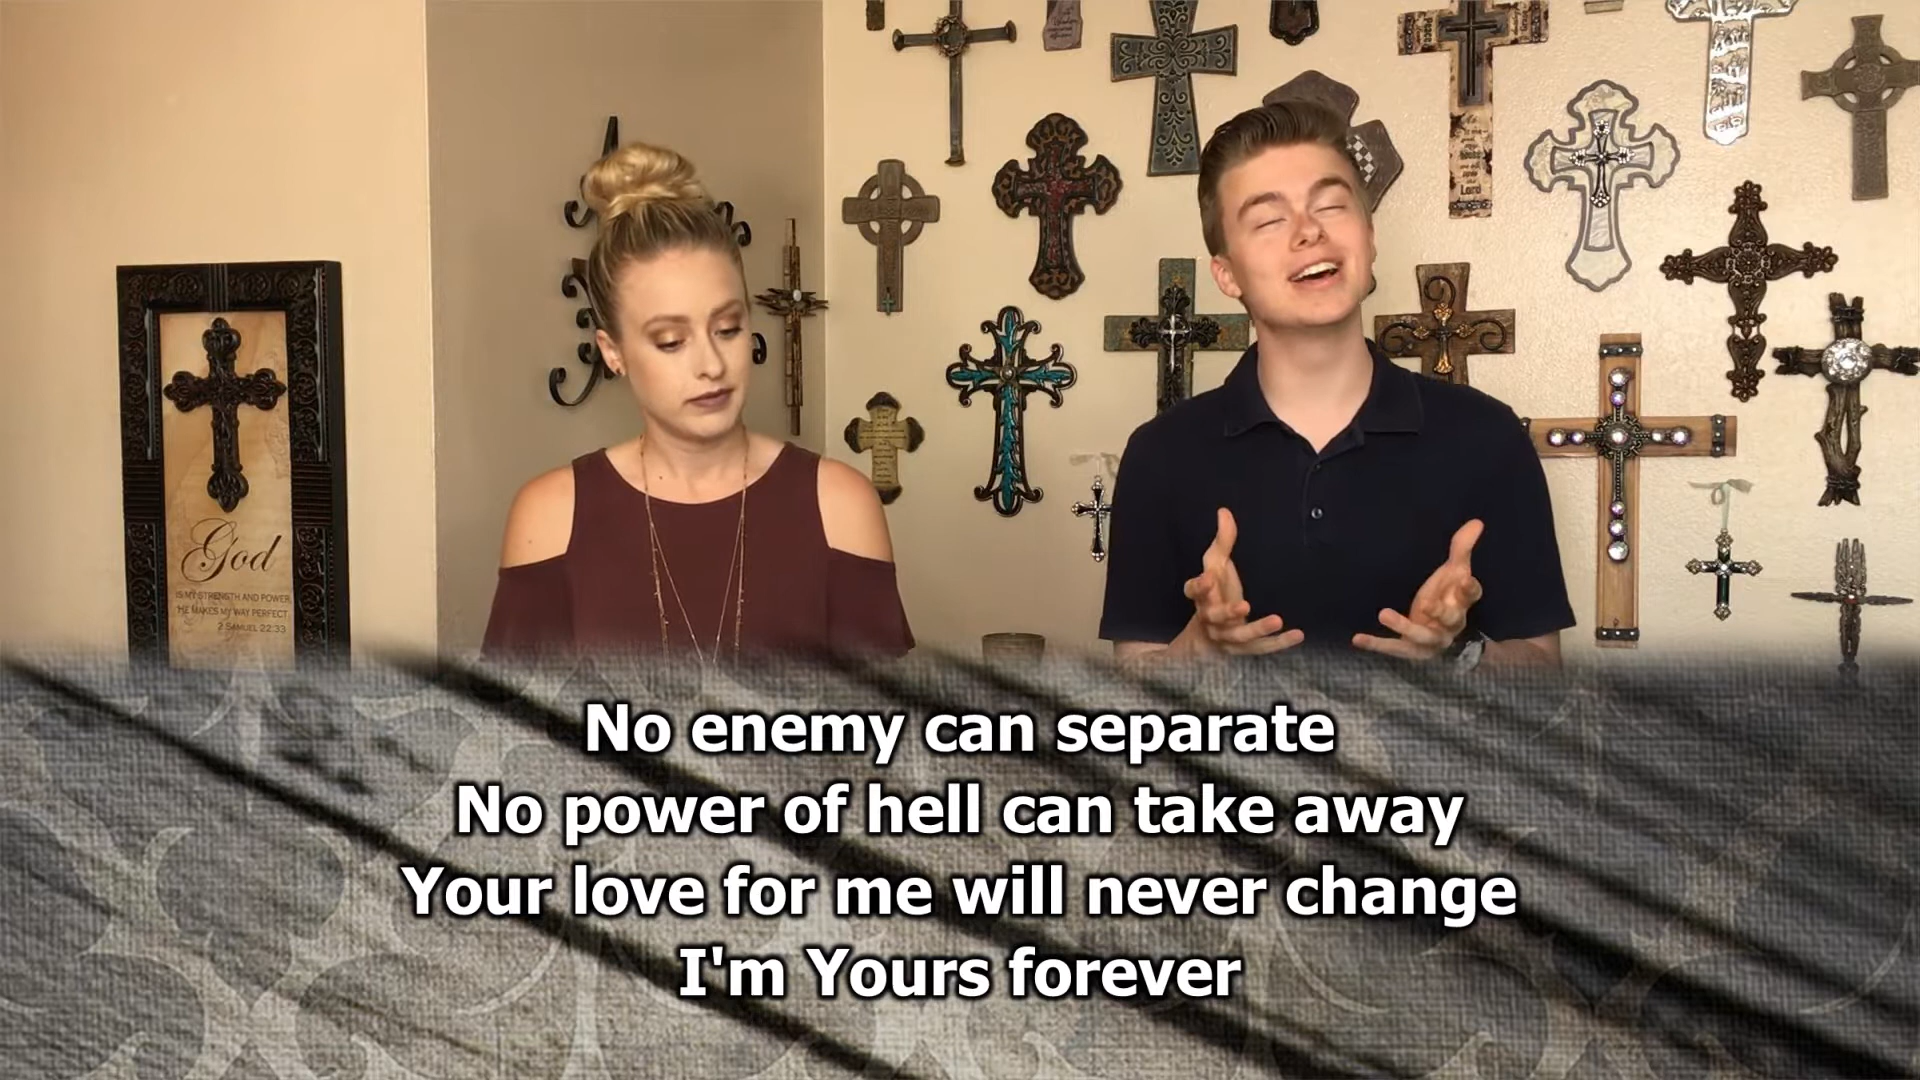 God
IS MY STRENGTH AND POWER,
HE MAKES MY WAY PERFECT.
2 SAMUEL 22:33
Lord
No enemy can separate
No power of hell can take away
Your love for me will never change
I'm Yours forever